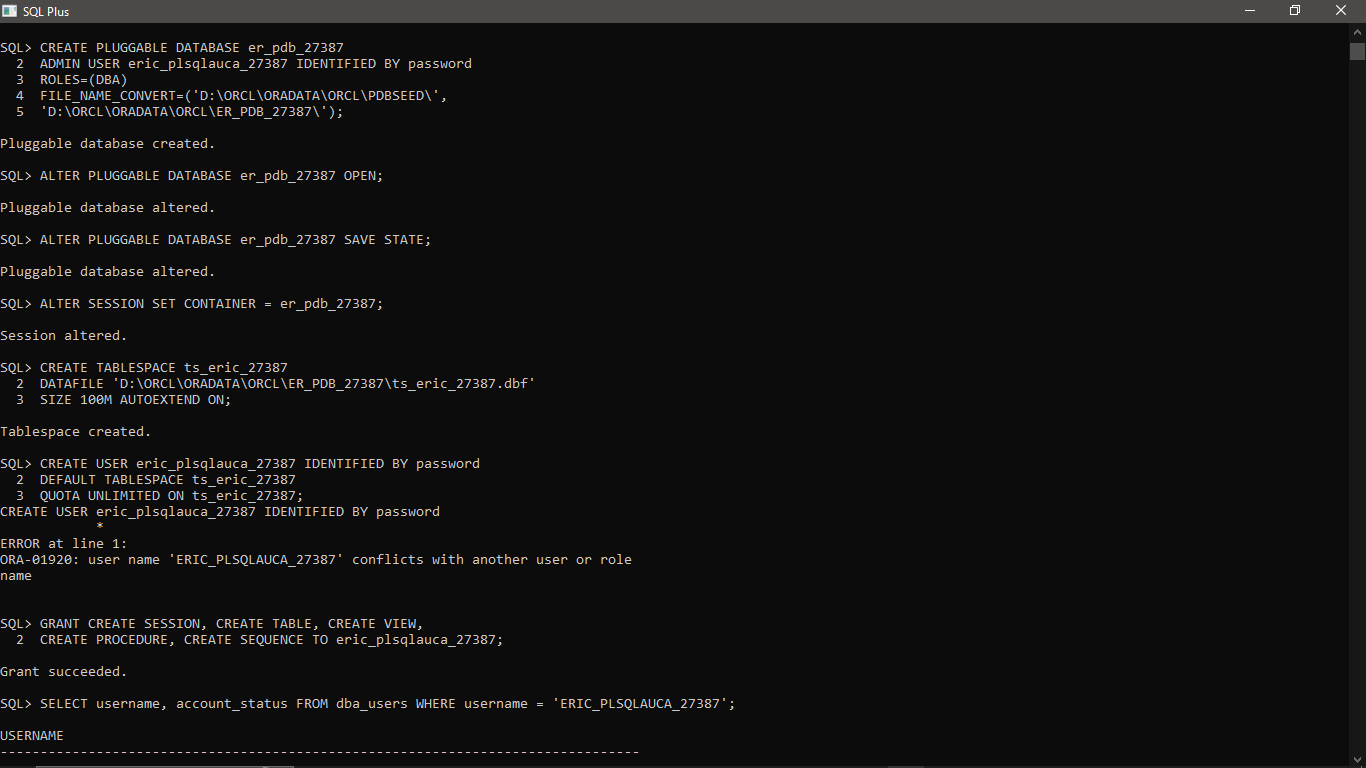 SQL Plus
SQL> CREATE PLUGGABLE DATABASE er_pdb_27387
2 ADMIN USER eric_plsqlauca_27387 IDENTIFIED BY password
3 ROLES=(DBA)
4 FILE_NAME_CONVERT=('D:\ORCL\ORADATA\ORCL\PDBSEED\',
5 'D:\ORCL\ORADATA\ORCL\ER_PDB_27387\');
Pluggable database created.
SQL> ALTER PLUGGABLE DATABASE er_pdb_27387 OPEN;
Pluggable database altered.
SQL> ALTER PLUGGABLE DATABASE er_pdb_27387 SAVE STATE;
Pluggable database altered.
SQL> ALTER SESSION SET CONTAINER = er_pdb_27387;
Session altered.
SQL> CREATE TABLESPACE ts_eric_27387
2 DATAFILE 'D:\ORCL\ORADATA\ORCL\ER_PDB_27387\ts_eric_27387.dbf'
3 SIZE 100M AUTOEXTEND ON;
Tablespace created.
SQL> CREATE USER eric_plsqlauca_27387 IDENTIFIED BY password
2 DEFAULT TABLESPACE ts_eric_27387
3 QUOTA UNLIMITED ON ts_eric_27387;
CREATE USER eric_plsqlauca_27387 IDENTIFIED BY password
*
ERROR at line 1:
ORA-01920: user name 'ERIC_PLSQLAUCA_27387' conflicts with another user or role
name
SQL> GRANT CREATE SESSION, CREATE TABLE, CREATE VIEW,
2 CREATE PROCEDURE, CREATE SEQUENCE TO eric_plsqlauca_27387;
Grant succeeded.
SQL> SELECT username, account_status FROM dba_users WHERE username = 'ERIC_PLSQLAUCA_27387';
USERNAME
--------------------------------------------------------------------------------